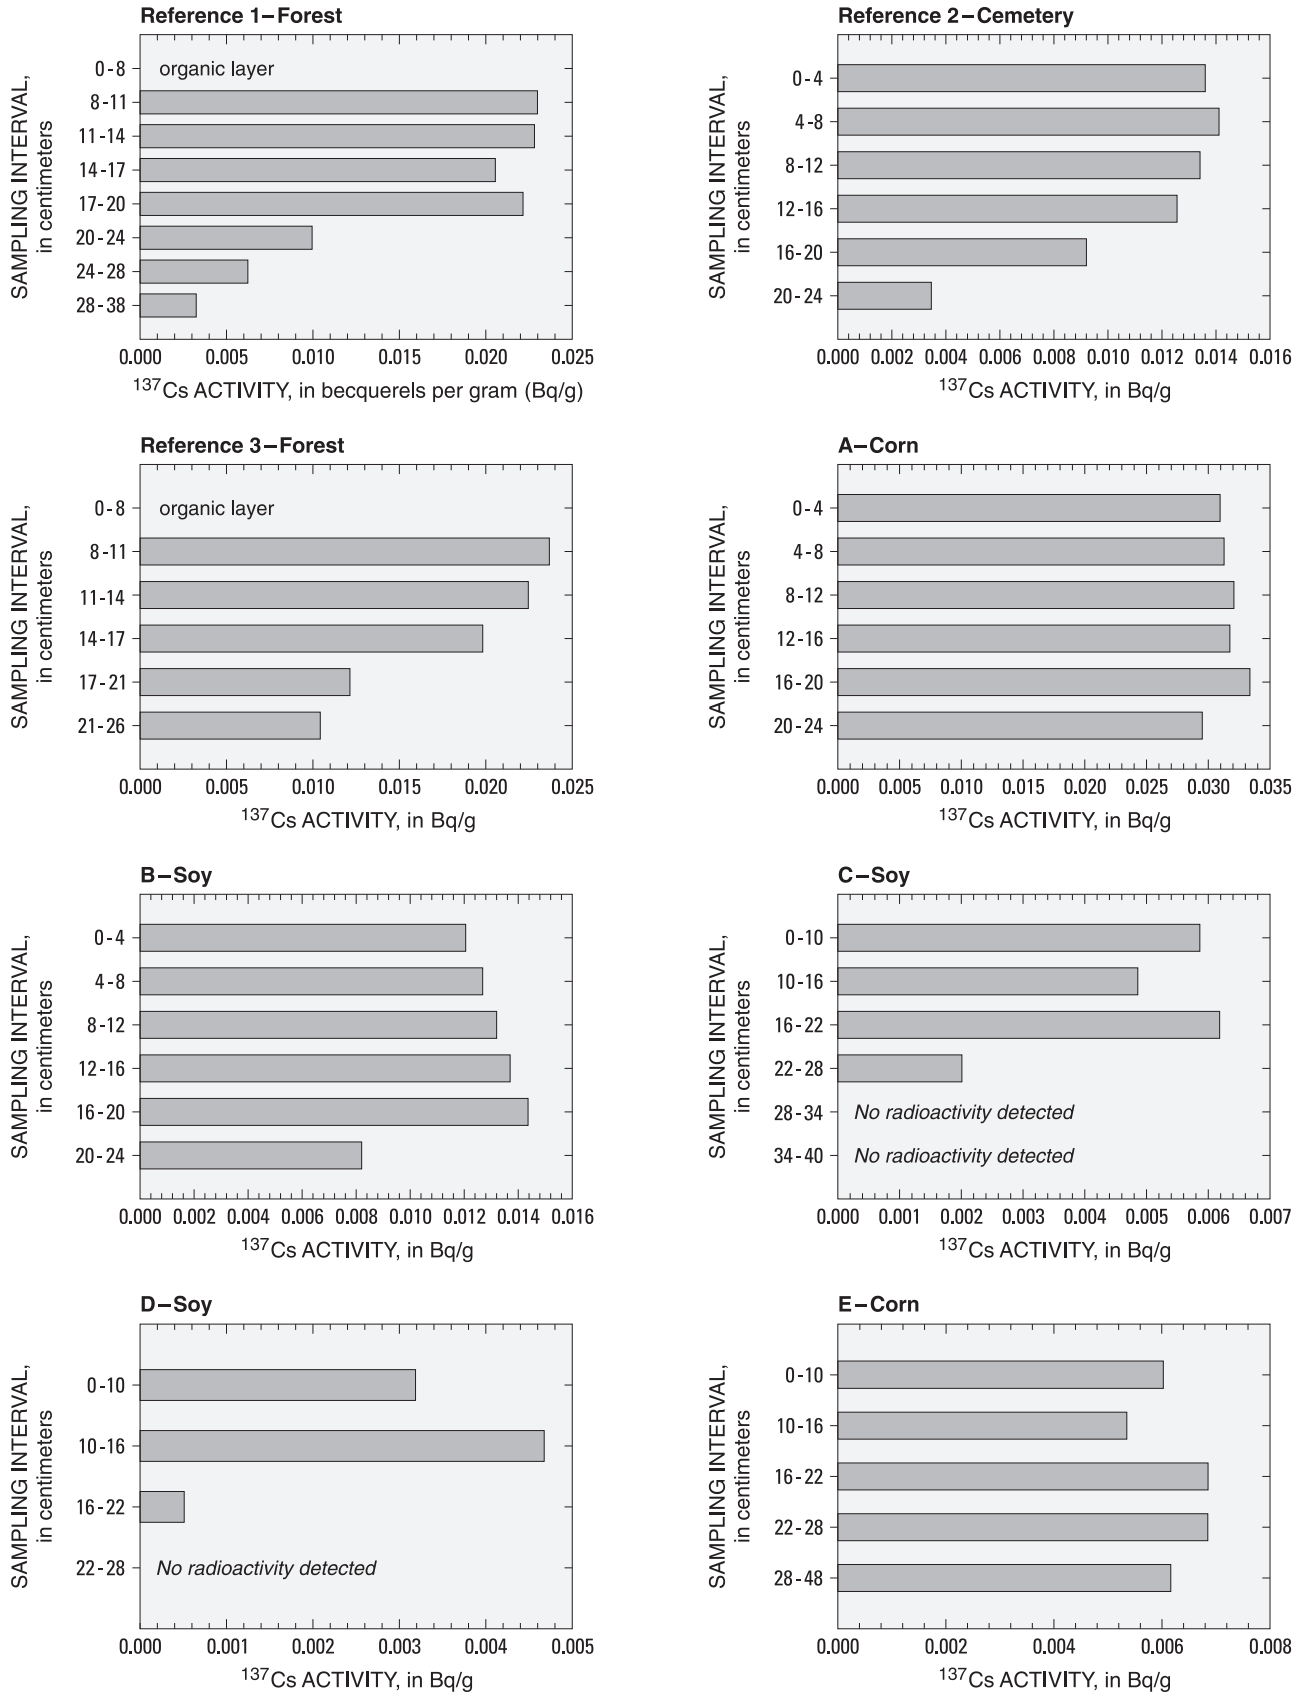 Reference 1–Forest
SAMPLING INTERVAL,
in centimeters
0-8
organic layer
8-11
11-14
14-17
17-20
20-24
24-28
28-38
0.000 0.005 0.010 0.015 0.020 0.025
137Cs ACTIVITY, in becquerels per gram (Bq/g)
Reference 2–Cemetery
SAMPLING INTERVAL,
in centimeters
0-4
4-8
8-12
12-16
16-20
20-24
0.000 0.002 0.004 0.006 0.008 0.010 0.012 0.014 0.016
137Cs ACTIVITY, in Bq/g
Reference 3–Forest
SAMPLING INTERVAL,
in centimeters
0-8
organic layer
8-11
11-14
14-17
17-21
21-26
0.000 0.005 0.010 0.015 0.020 0.025
137Cs ACTIVITY, in Bq/g
A–Corn
SAMPLING INTERVAL,
in centimeters
0-4
4-8
8-12
12-16
16-20
20-24
0.000 0.005 0.010 0.015 0.020 0.025 0.030 0.035
137Cs ACTIVITY, in Bq/g
B–Soy
SAMPLING INTERVAL,
in centimeters
0-4
4-8
8-12
12-16
16-20
20-24
0.000 0.002 0.004 0.006 0.008 0.010 0.012 0.014 0.016
137Cs ACTIVITY, in Bq/g
C–Soy
SAMPLING INTERVAL,
in centimeters
0-10
10-16
16-22
22-28
28-34
No radioactivity detected
34-40
No radioactivity detected
0.000 0.001 0.002 0.003 0.004 0.005 0.006 0.007
137Cs ACTIVITY, in Bq/g
D–Soy
SAMPLING INTERVAL,
in centimeters
0-10
10-16
16-22
22-28
No radioactivity detected
0.000 0.001 0.002 0.003 0.004 0.005
137Cs ACTIVITY, in Bq/g
E–Corn
SAMPLING INTERVAL,
in centimeters
0-10
10-16
16-22
22-28
28-48
0.000 0.002 0.004 0.006 0.008
137Cs ACTIVITY, in Bq/g